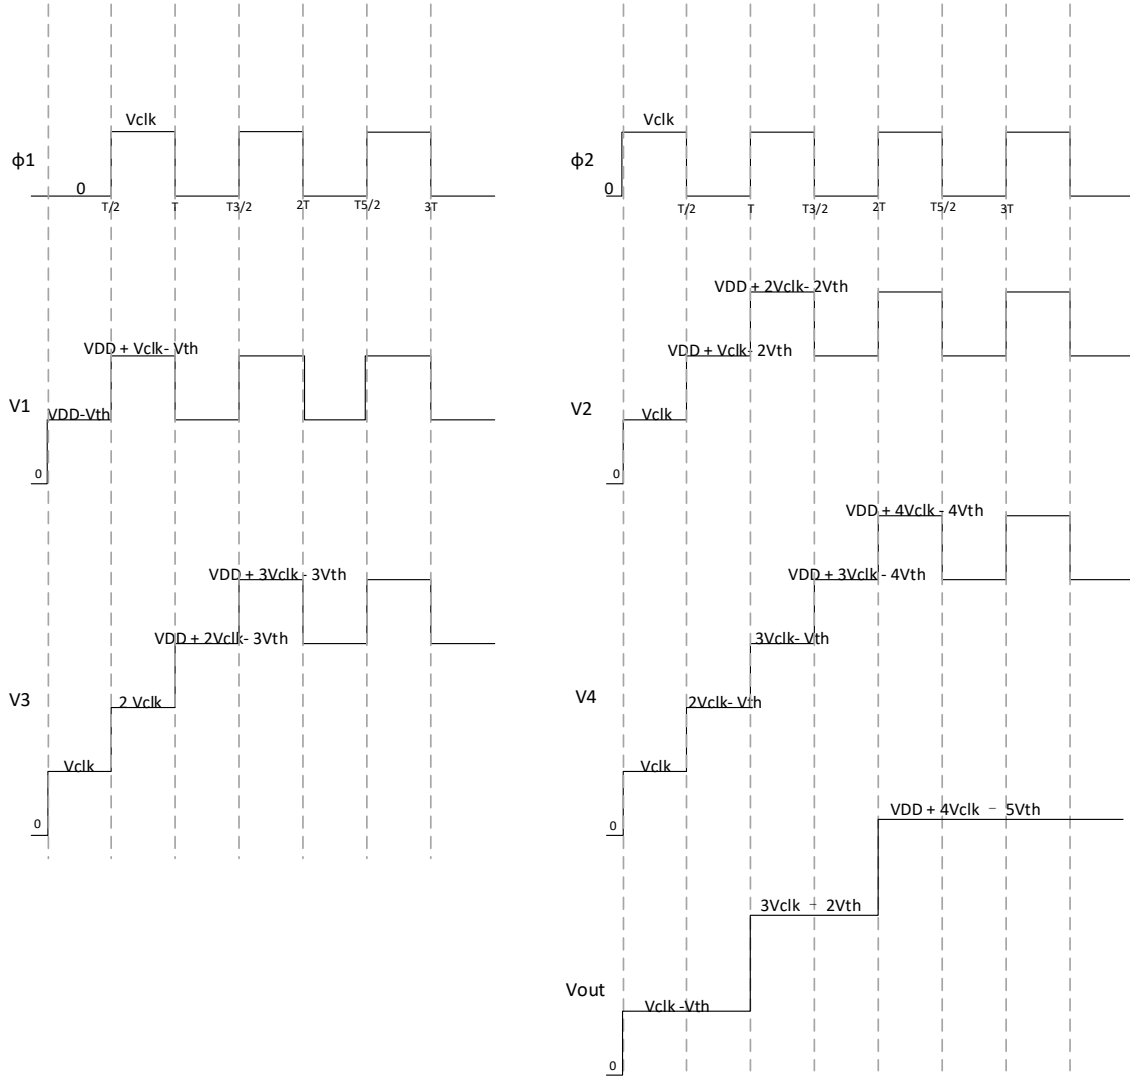 Vclk
ϕ1
0
T/2
T
T3/2
2T
T5/2
3T
Vclk
ϕ2
0
T/2
T
T3/2
2T
T5/2
3T
VDD + Vclk- Vth
V1
VDD-Vth
0
VDD + 2Vclk- 2Vth
VDD + Vclk- 2Vth
V2
Vclk
0
VDD + 3Vclk - 3Vth
VDD + 2Vclk- 3Vth
V3
2 Vclk
Vclk
0
VDD + 4Vclk - 4Vth
VDD + 3Vclk - 4Vth
3Vclk- Vth
V4
2Vclk- Vth
Vclk
0
VDD + 4Vclk – 5Vth
3Vclk – 2Vth
Vout
Vclk -Vth
0